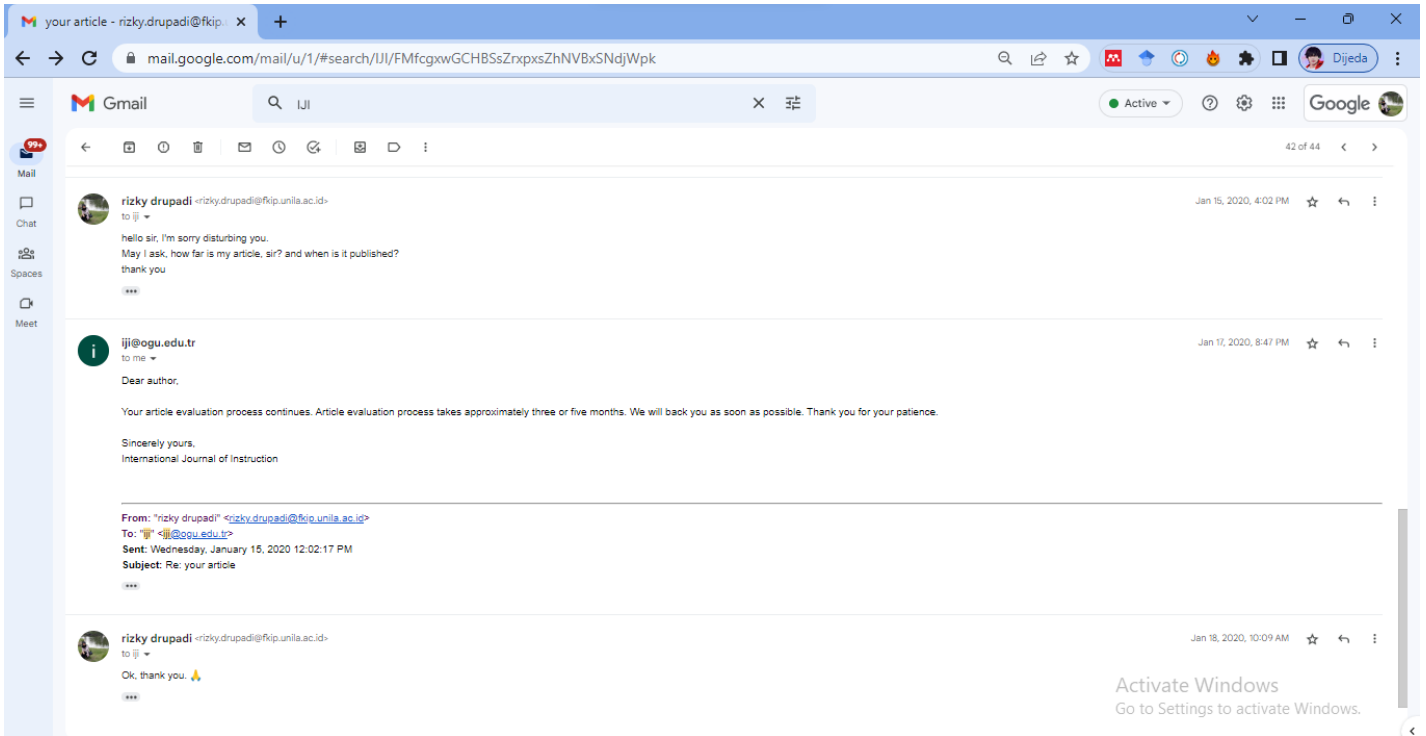 your article - rizky.drupadi@fkip.u
mail.google.com/mail/u/1/#search/IJI/FMfcgxwGCHBSsZrxpxsZhNVBxSNdjWpk
Dijeda
Gmail
IJI
Active
Google
99+
Mail
42 of 44
Chat
Spaces
Meet
rizky drupadi <rizky.drupadi@fkip.unila.ac.id>
Jan 15, 2020, 4:02 PM
to iji
hello sir, I'm sorry disturbing you.
May I ask, how far is my article, sir? and when is it published?
thank you
i
iji@ogu.edu.tr
Jan 17, 2020, 8:47 PM
to me
Dear author,
Your article evaluation process continues. Article evaluation process takes approximately three or five months. We will back you as soon as possible. Thank you for your patience.
Sincerely yours,
International Journal of Instruction
From: "rizky drupadi" <rizky.drupadi@fkip.unila.ac.id>
To: "iji" <iji@ogu.edu.tr>
Sent: Wednesday, January 15, 2020 12:02:17 PM
Subject: Re: your article
rizky drupadi <rizky.drupadi@fkip.unila.ac.id>
Jan 18, 2020, 10:09 AM
to iji
Ok, thank you. 🙏
Activate Windows
Go to Settings to activate Windows.